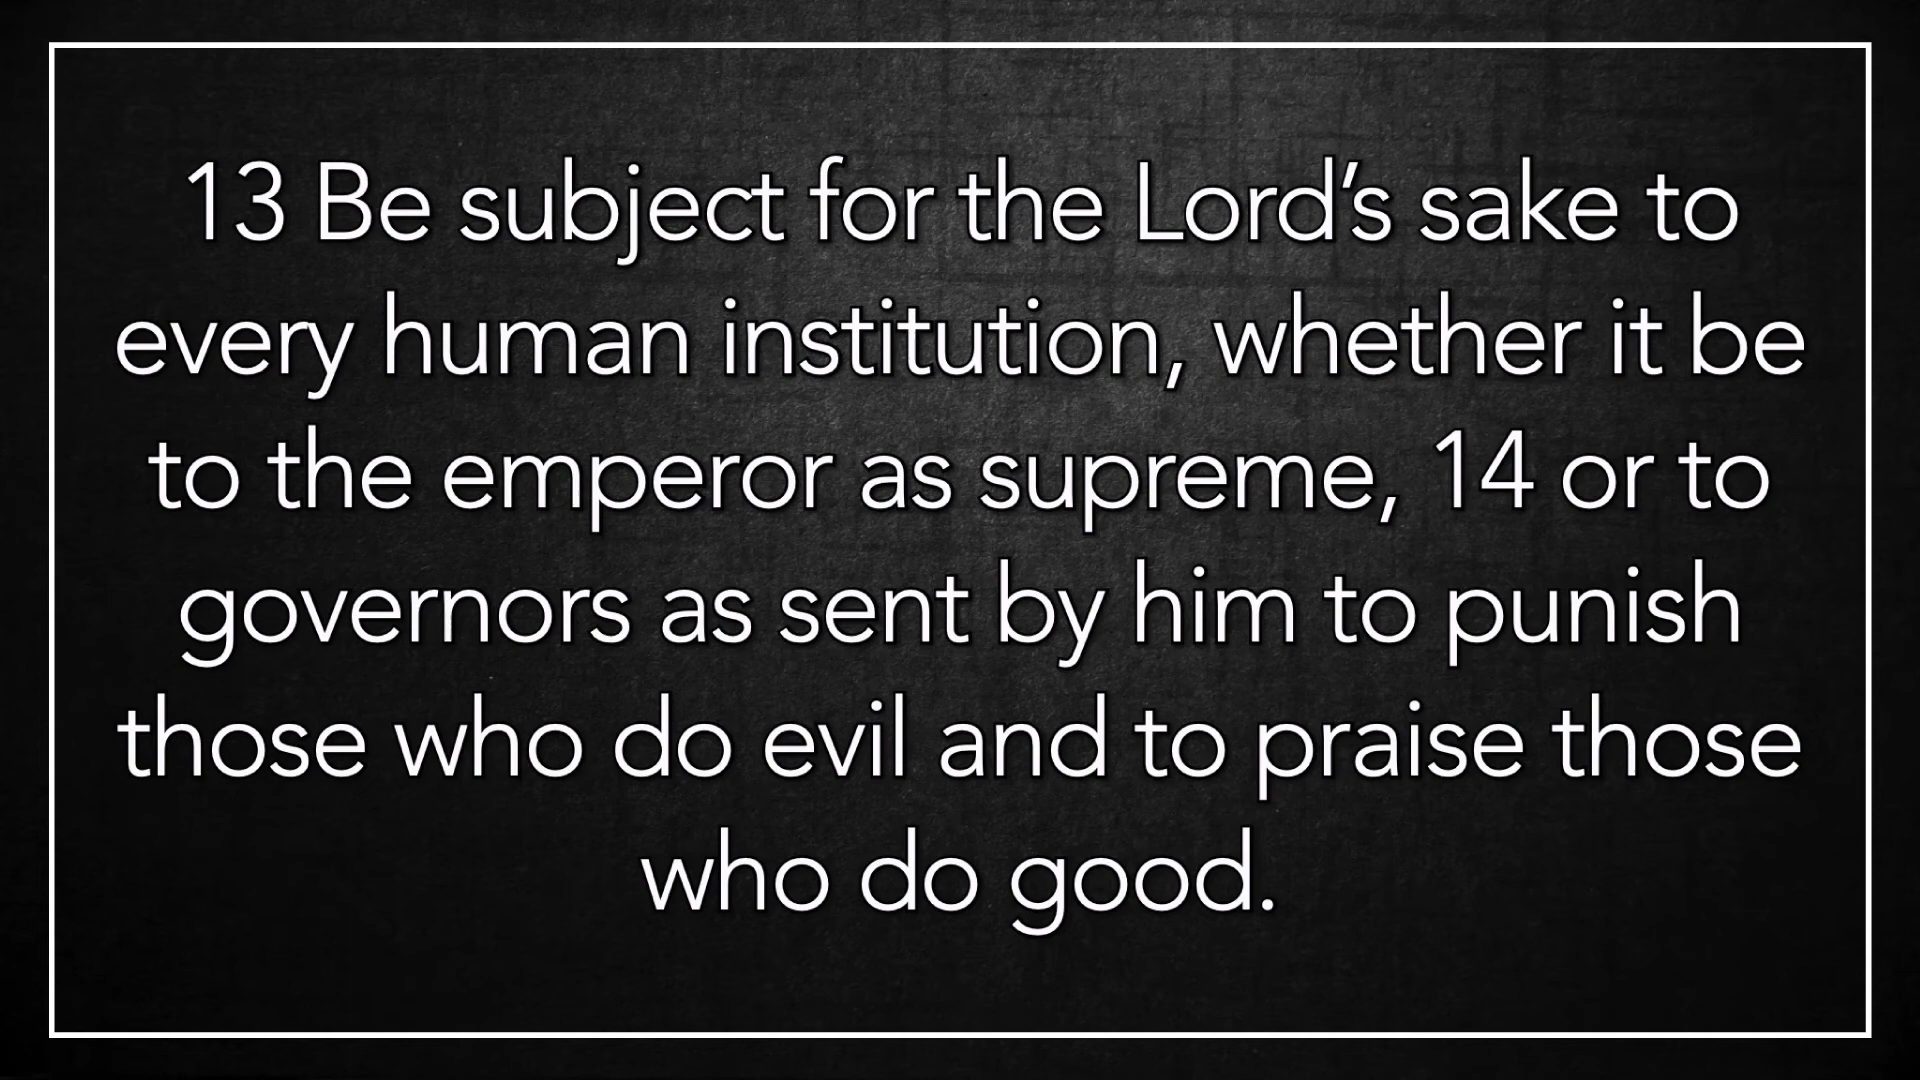 13 Be subject for the Lord’s sake to
every human institution, whether it be
to the emperor as supreme, 14 or to
governors as sent by him to punish
those who do evil and to praise those
who do good.